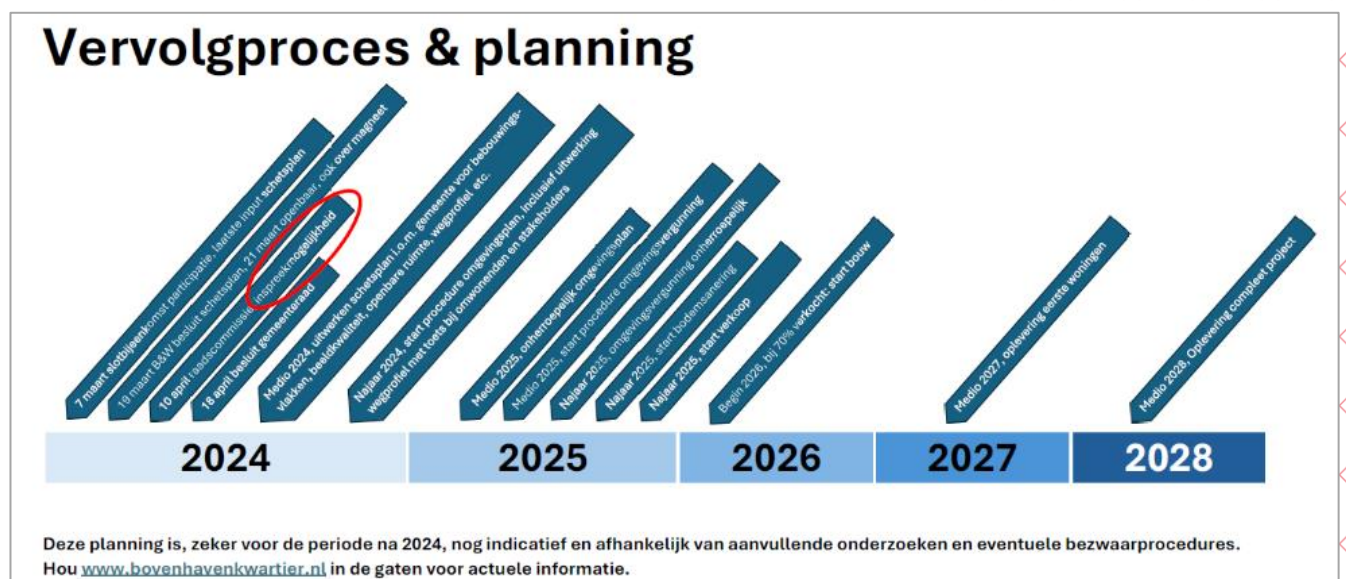 Vervolgproces & planning
7 maart slotbijeenkomst participatie, laatste input schetsplan
19 maart B&W besluit schetsplan, 21 maart openbaar, ook over magneet
10 april raadscommissie, inspreekmogelijkheid
18 april besluit gemeenteraad
Medio 2024, uitwerken schetsplan i.o.m. gemeente voor bebouwings-
vlakken, beeldkwaliteit, openbare ruimte, wegprofiel etc.
Najaar 2024, start procedure omgevingsplan, inclusief uitwerking
wegprofiel met toets bij omwonenden en stakeholders
Medio 2025, onherroepelijk omgevingsplan
Medio 2025, start procedure omgevingsvergunning
Najaar 2025, omgevingsvergunning onherroepelijk
Najaar 2025, start bodemsanering
Najaar 2025, start verkoop
Begin 2026, bij 70% verkocht: start bouw
Medio 2027, oplevering eerste woningen
Medio 2028, Oplevering compleet project
2024 2025 2026 2027 2028
Deze planning is, zeker voor de periode na 2024, nog indicatief en afhankelijk van aanvullende onderzoeken en eventuele bezwaarprocedures.
Hou www.bovenhavenkwartier.nl in de gaten voor actuele informatie.